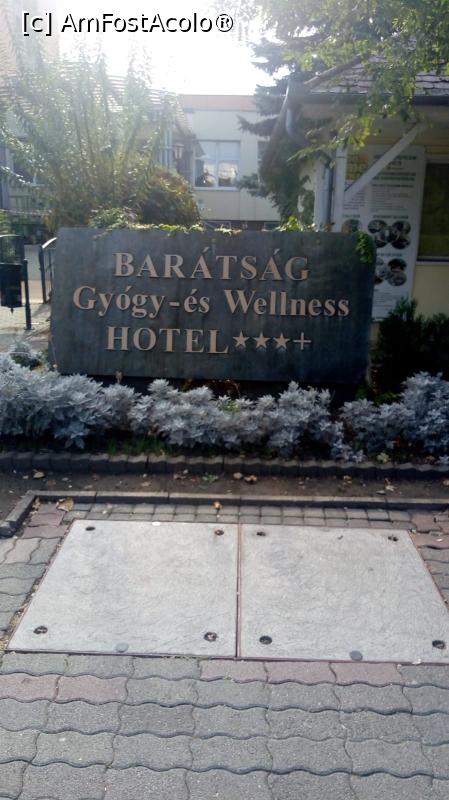 [c] AmFostAcolo®
BARÁTSÁG
Gyógy-és Wellness
HOTEL★★★+